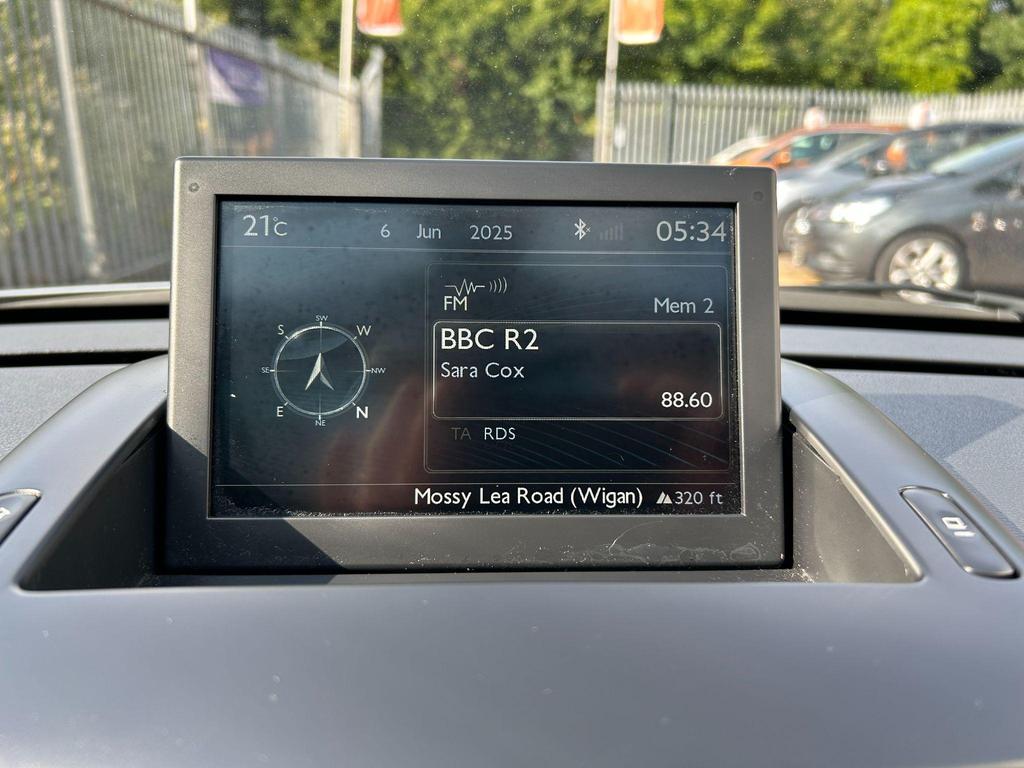 21°C 6 Jun 2025 05:34
FM
Mem 2
SW
S W
SE NW
E N
NE
BBC R2
Sara Cox
88.60
TA RDS
Mossy Lea Road (Wigan) 320 ft